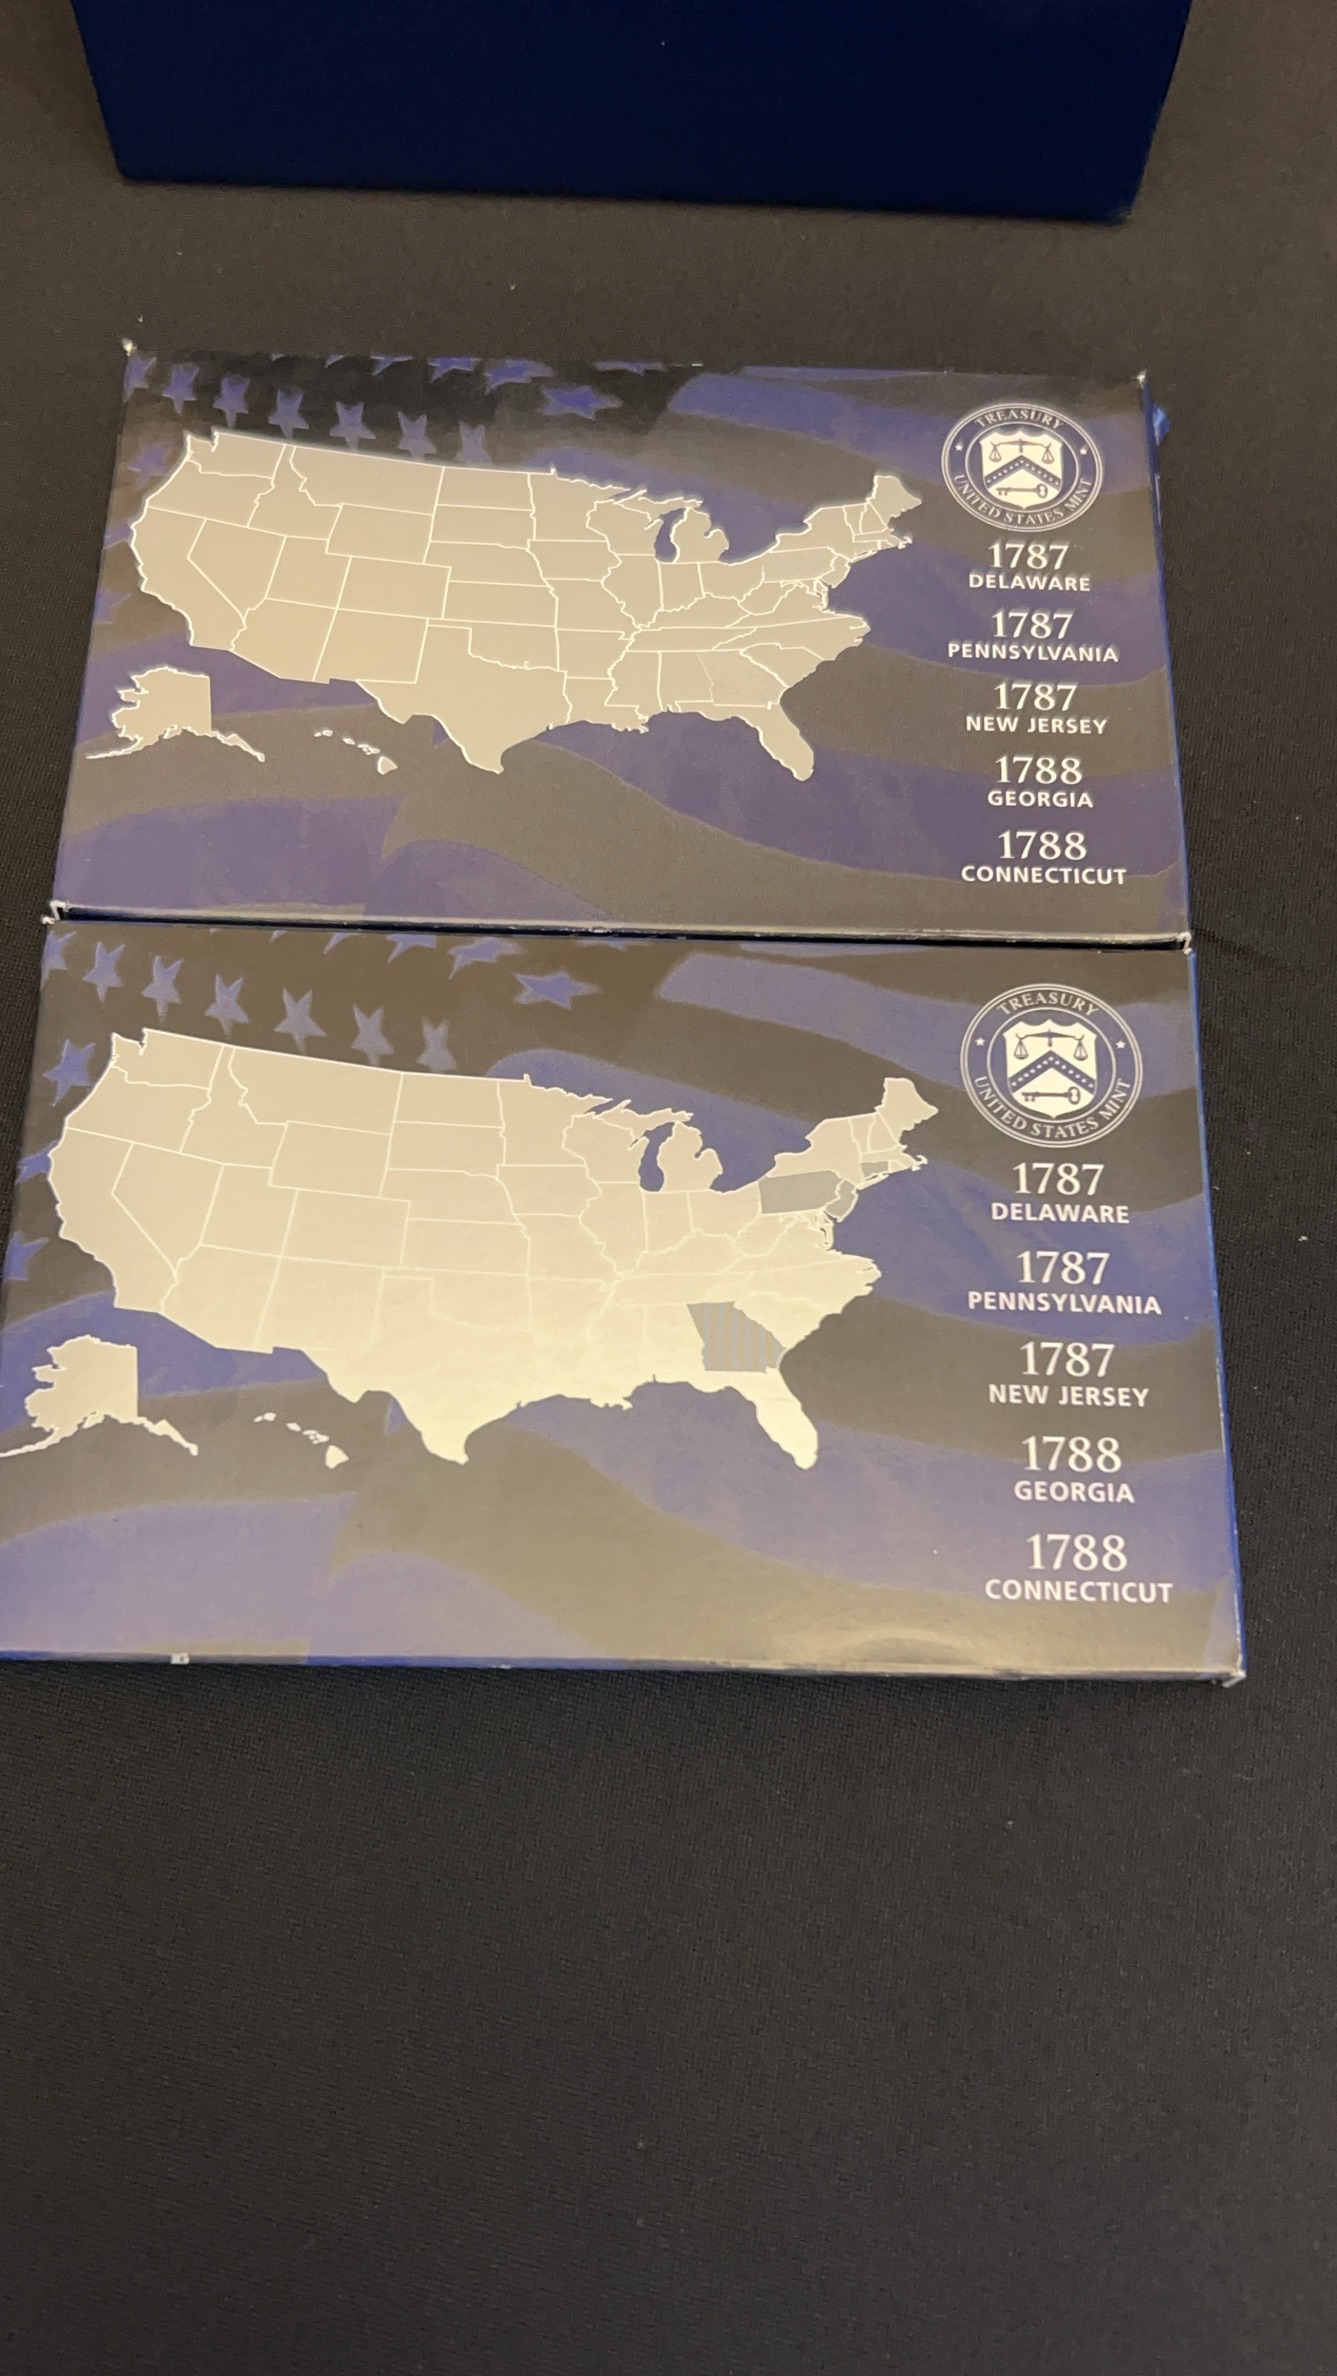 TREASURY
UNITED STATES MINT
1787
DELAWARE
1787
PENNSYLVANIA
1787
NEW JERSEY
1788
GEORGIA
1788
CONNECTICUT
TREASURY
UNITED STATES MINT
1787
DELAWARE
1787
PENNSYLVANIA
1787
NEW JERSEY
1788
GEORGIA
1788
CONNECTICUT